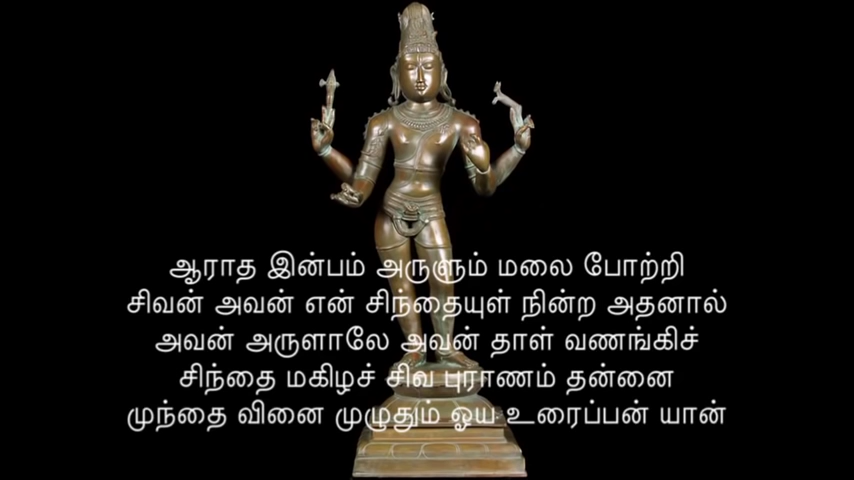 ஆராத இன்பம் அருளும் மலை போற்றி
சிவன் அவன் என் சிந்தையுள் நின்ற அதனால்
அவன் அருளாலே அவன் தாள் வணங்கிச்
சிந்தை மகிழச் சிவ புராணம் தன்னை
முந்தை வினை முழுதும் ஓய உரைப்பன் யான்